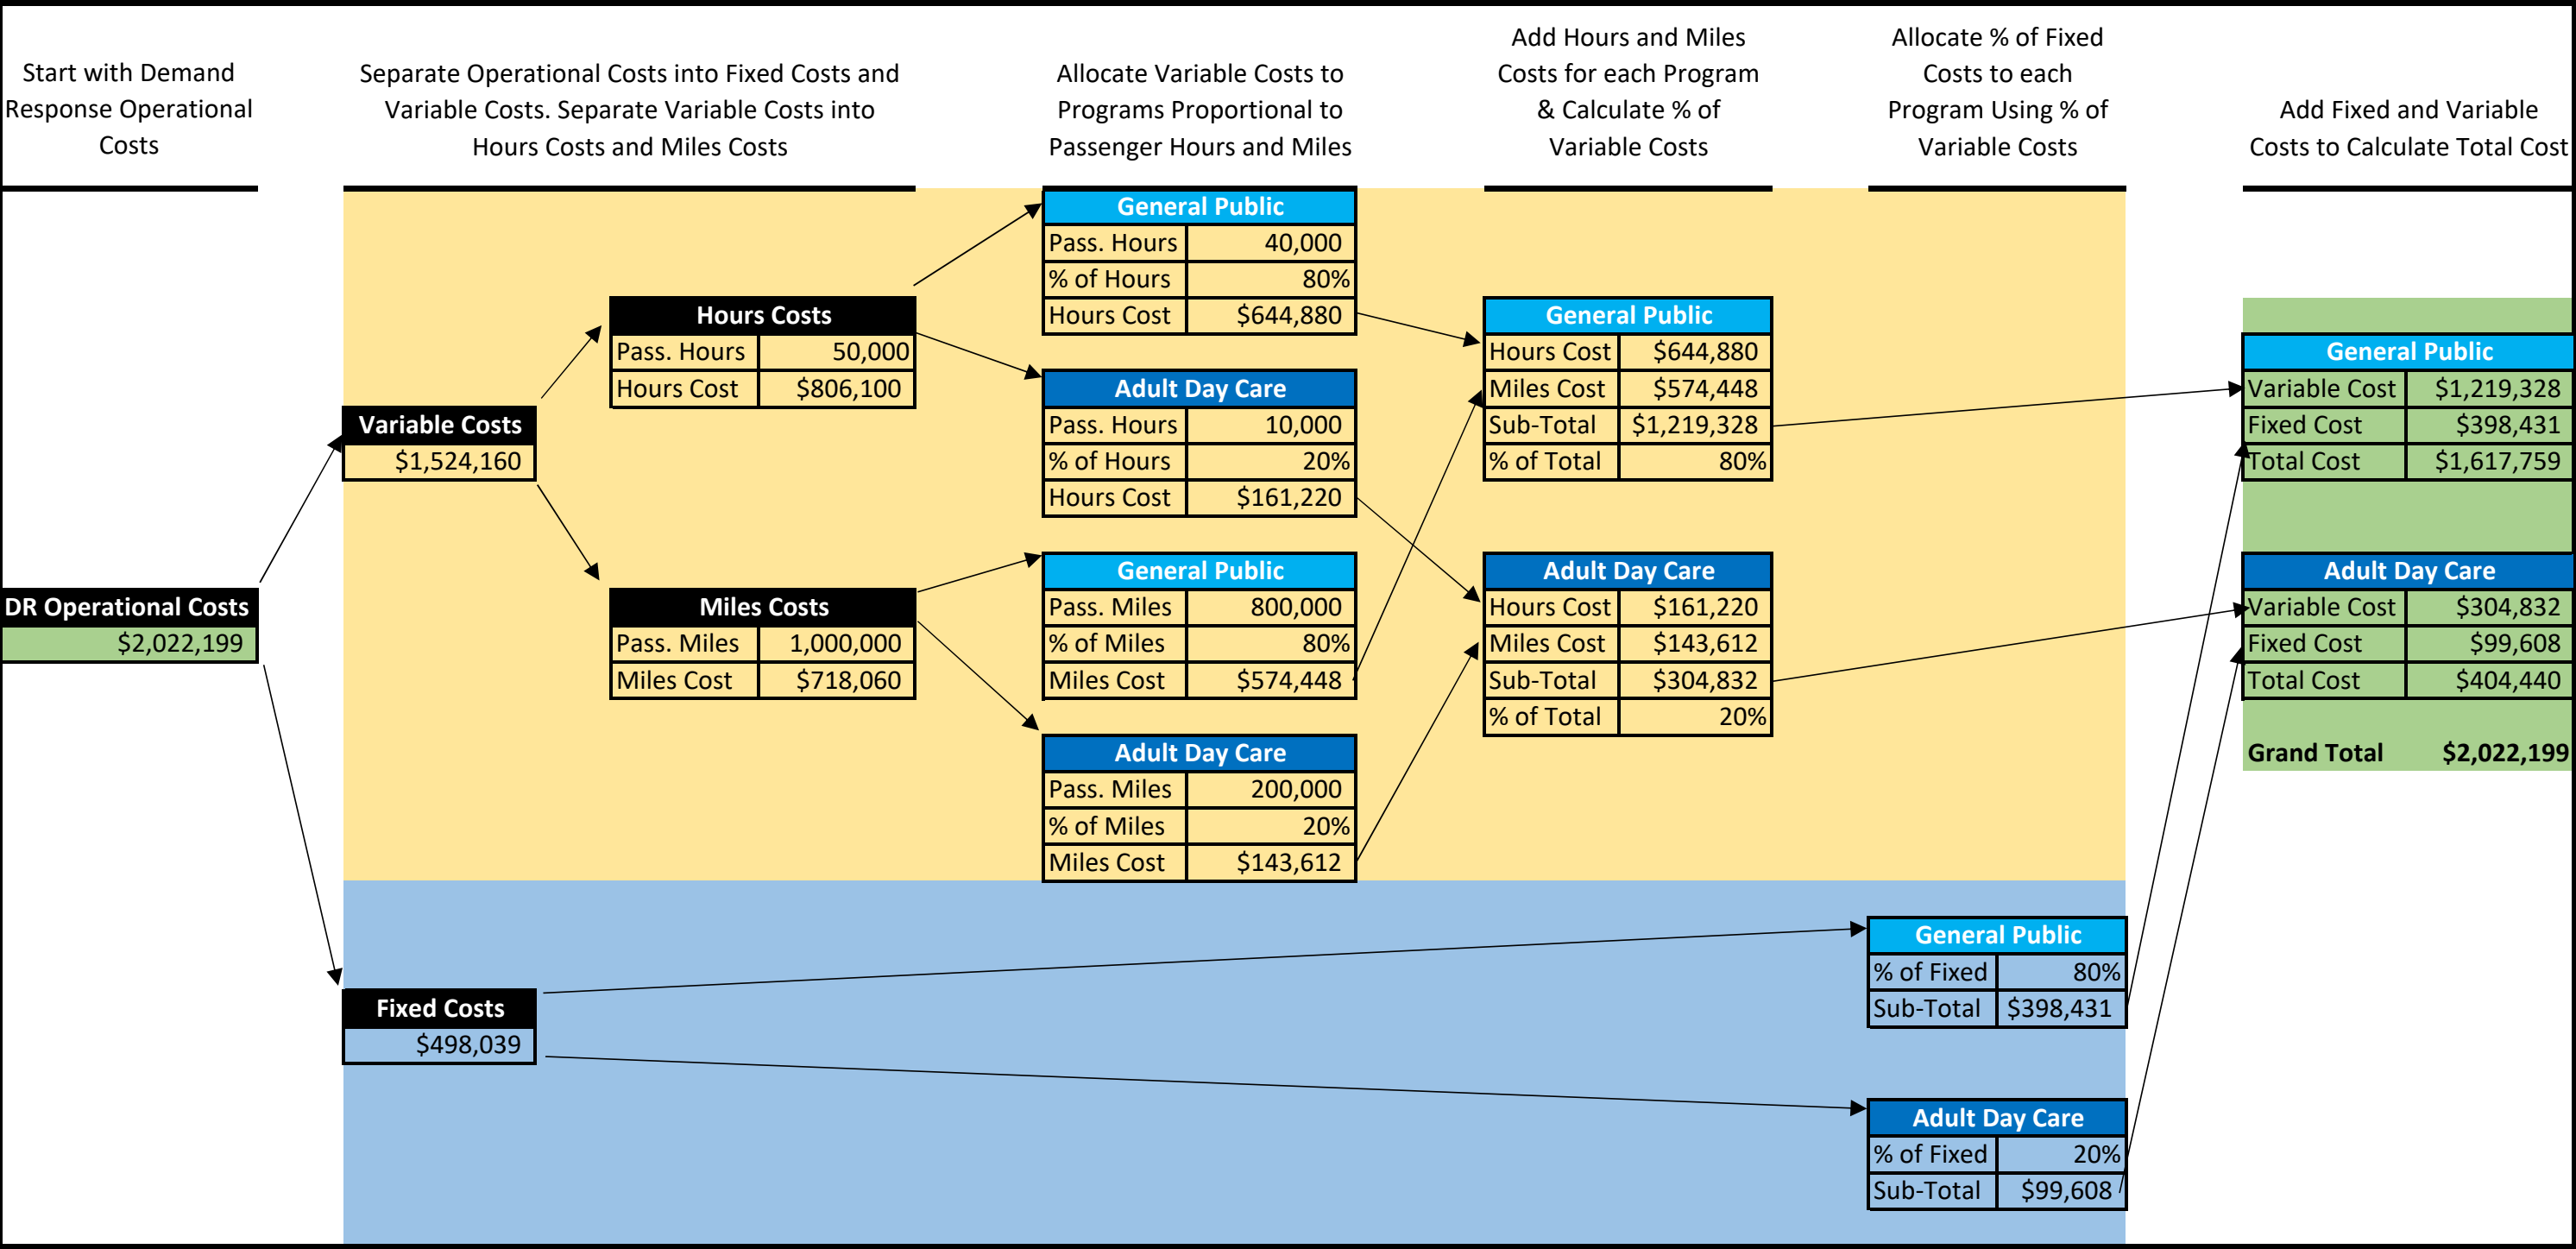 Start with Demand
Response Operational
Costs
Separate Operational Costs into Fixed Costs and
Variable Costs. Separate Variable Costs into
Hours Costs and Miles Costs
Allocate Variable Costs to
Programs Proportional to
Passenger Hours and Miles
Add Hours and Miles
Costs for each Program
& Calculate % of
Variable Costs
Allocate % of Fixed
Costs to each
Program Using % of
Variable Costs
Add Fixed and Variable
Costs to Calculate Total Cost
DR Operational Costs
$2,022,199
Variable Costs
$1,524,160
Fixed Costs
$498,039
Hours Costs
Pass. Hours 50,000
Hours Cost $806,100
Miles Costs
Pass. Miles 1,000,000
Miles Cost $718,060
General Public
Pass. Hours 40,000
% of Hours 80%
Hours Cost $644,880
Adult Day Care
Pass. Hours 10,000
% of Hours 20%
Hours Cost $161,220
General Public
Pass. Miles 800,000
% of Miles 80%
Miles Cost $574,448
Adult Day Care
Pass. Miles 200,000
% of Miles 20%
Miles Cost $143,612
General Public
Hours Cost $644,880
Miles Cost $574,448
Sub-Total $1,219,328
% of Total 80%
Adult Day Care
Hours Cost $161,220
Miles Cost $143,612
Sub-Total $304,832
% of Total 20%
General Public
% of Fixed 80%
Sub-Total $398,431
Adult Day Care
% of Fixed 20%
Sub-Total $99,608
General Public
Variable Cost $1,219,328
Fixed Cost $398,431
Total Cost $1,617,759
Adult Day Care
Variable Cost $304,832
Fixed Cost $99,608
Total Cost $404,440
Grand Total $2,022,199